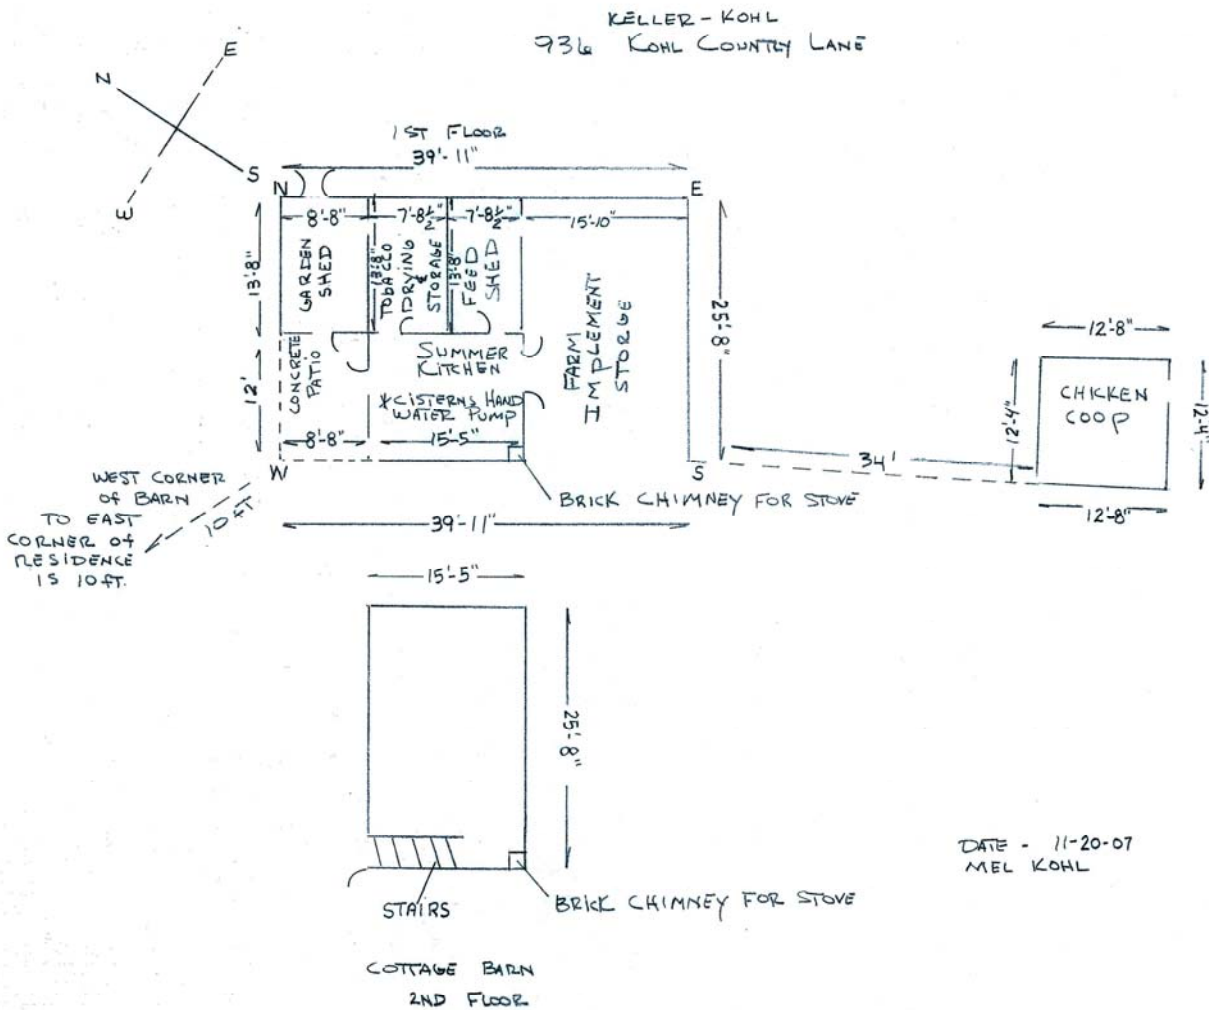 KELLER - KOHL
936 KOHL COUNTRY LANE
N
E
S
W
1ST FLOOR
39'-11"
N
E
8'-8"
7'-8½"
7'-8½"
15'-10"
13'-8"
GARDEN
SHED
13'-8"
TOBACCO
DRYING
&
STORAGE
13'-8"
FEED
SHED
FARM
IMPLEMENT
STORGE
25'-8"
12'
CONCRETE
PATIO
SUMMER
KITCHEN
*CISTERNS HAND
WATER PUMP
8'-8"
15'-5"
W
S
12'-8"
12'-4"
CHICKEN
COOP
12'-4"
12'-8"
34'
WEST CORNER
OF BARN
TO EAST
CORNER OF
RESIDENCE
IS 10 FT.
10 FT.
BRICK CHIMNEY FOR STOVE
39'-11"
15'-5"
25'-8"
STAIRS
BRICK CHIMNEY FOR STOVE
COTTAGE BARN
2ND FLOOR
DATE - 11-20-07
MEL KOHL